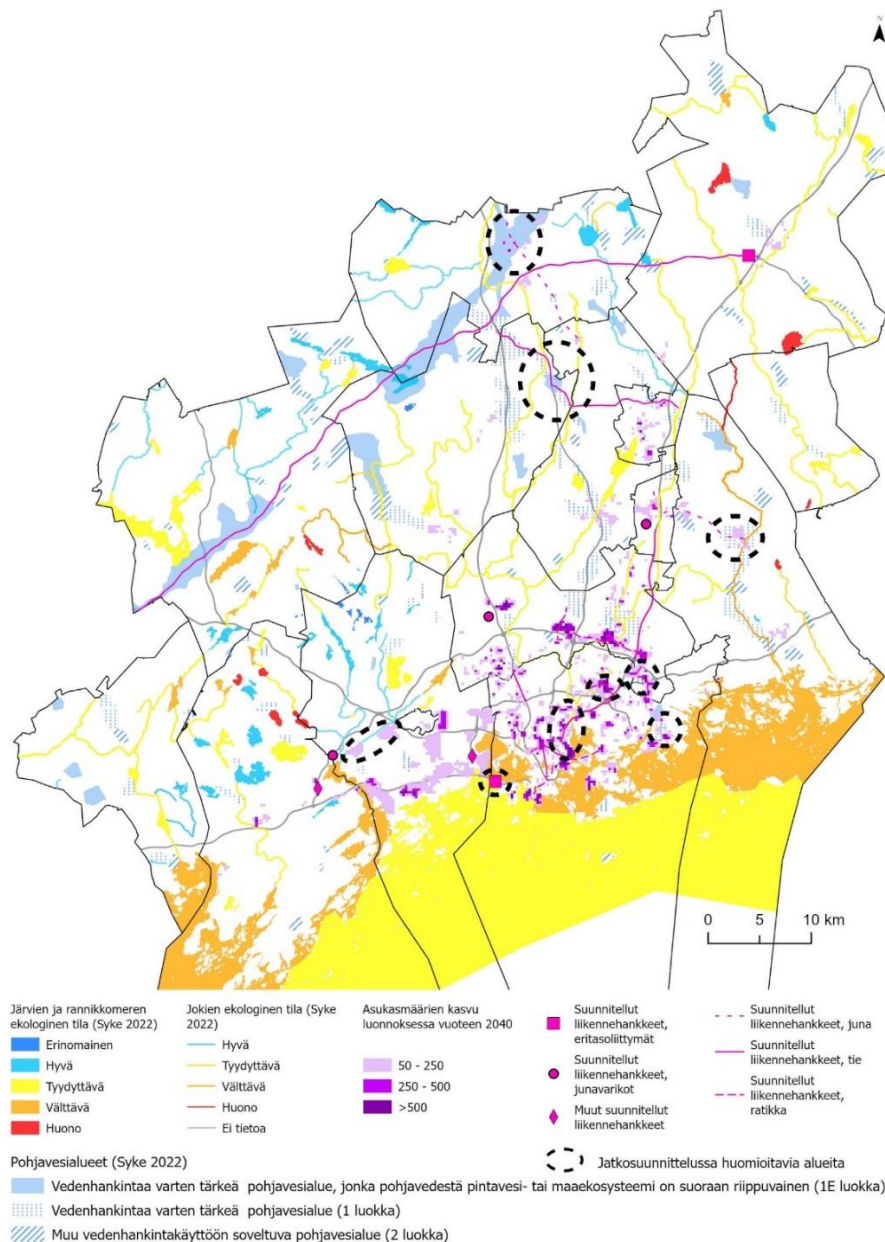 N
0 5 10 km
Järvien ja rannikkomeren
ekologinen tila (Syke 2022)
Erinomainen
Hyvä
Tyydyttävä
Välttävä
Huono
Jokien ekologinen tila (Syke
2022)
Hyvä
Tyydyttävä
Välttävä
Huono
Ei tietoa
Asukasmäärien kasvu
luonnoksessa vuoteen 2040
50 - 250
250 - 500
>500
Suunnitellut
liikennehankkeet,
eritasoliittymät
Suunnitellut
liikennehankkeet,
junavarikot
Muut suunnitellut
liikennehankkeet
Suunnitellut
liikennehankkeet, juna
Suunnitellut
liikennehankkeet, tie
Suunnitellut
liikennehankkeet,
ratikka
Jatkosuunnittelussa huomioitavia alueita
Pohjavesialueet (Syke 2022)
Vedenhankintaa varten tärkeä pohjavesialue, jonka pohjavedestä pintavesi- tai maaekosysteemi on suoraan riippuvainen (1E luokka)
Vedenhankintaa varten tärkeä pohjavesialue (1 luokka)
Muu vedenhankintakäyttöön soveltuva pohjavesialue (2 luokka)